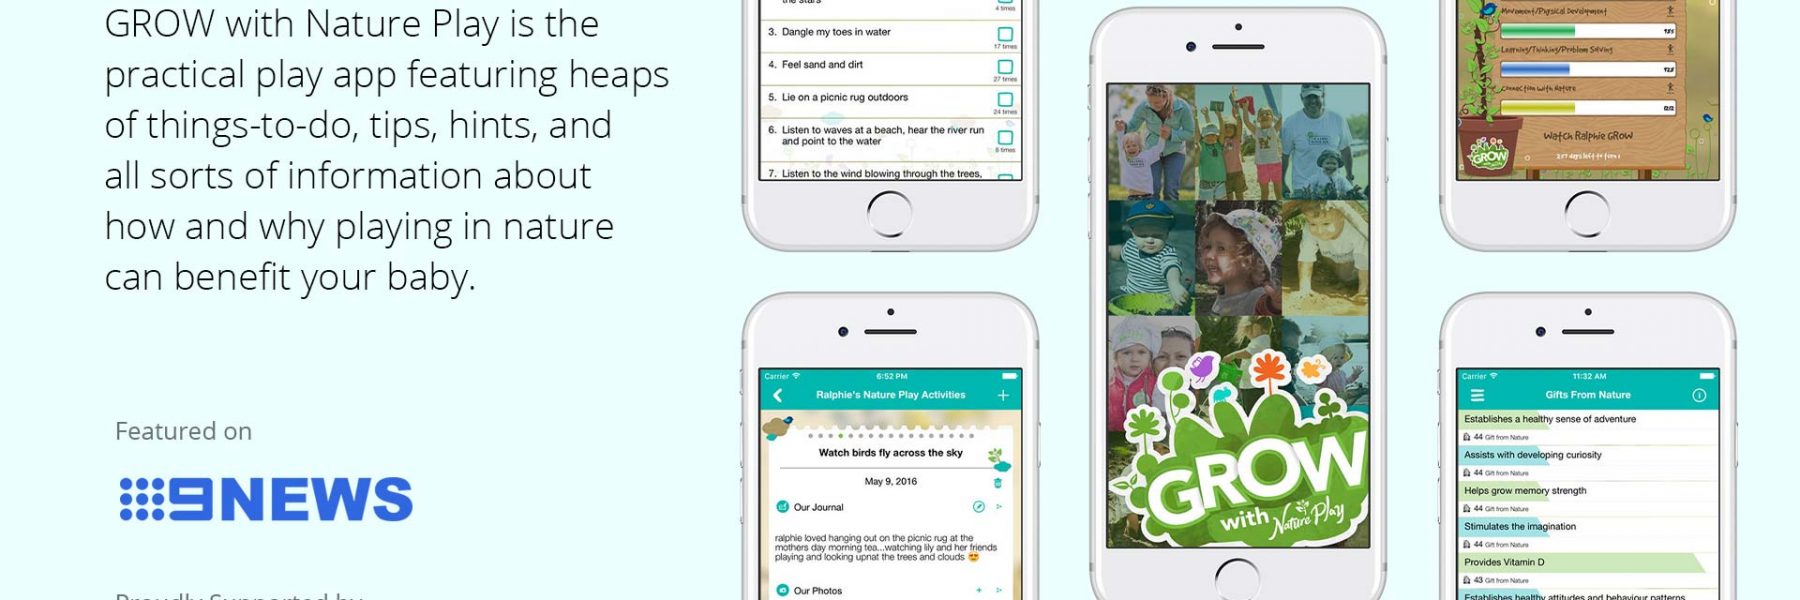 GROW with Nature Play is the
practical play app featuring heaps
of things-to-do, tips, hints, and
all sorts of information about
how and why playing in nature
can benefit your baby.
Featured on
9NEWS
Proudly Supported by
the stars
4 times
3. Dangle my toes in water
17 times
4. Feel sand and dirt
27 times
5. Lie on a picnic rug outdoors
24 times
6. Listen to waves at a beach, hear the river run
and point to the water
8 times
7. Listen to the wind blowing through the trees,
Carrier 6:52 PM
Ralphie's Nature Play Activities
Watch birds fly across the sky
May 9, 2016
Our Journal
ralphie loved hanging out on the picnic rug at the
mothers day morning tea...watching lily and her friends
playing and looking upnat the trees and clouds 😍
Our Photos
GROW
with Nature Play
Movement/Physical Development
Learning/Thinking/Problem Solving
Connection with Nature
Watch Ralphie GROW
GROW
Carrier 11:32 AM
Gifts From Nature
Establishes a healthy sense of adventure
44 Gift from Nature
Assists with developing curiosity
44 Gift from Nature
Helps grow memory strength
44 Gift from Nature
Stimulates the imagination
44 Gift from Nature
Provides Vitamin D
43 Gift from Nature
Establishes healthy attitudes and behaviour patterns